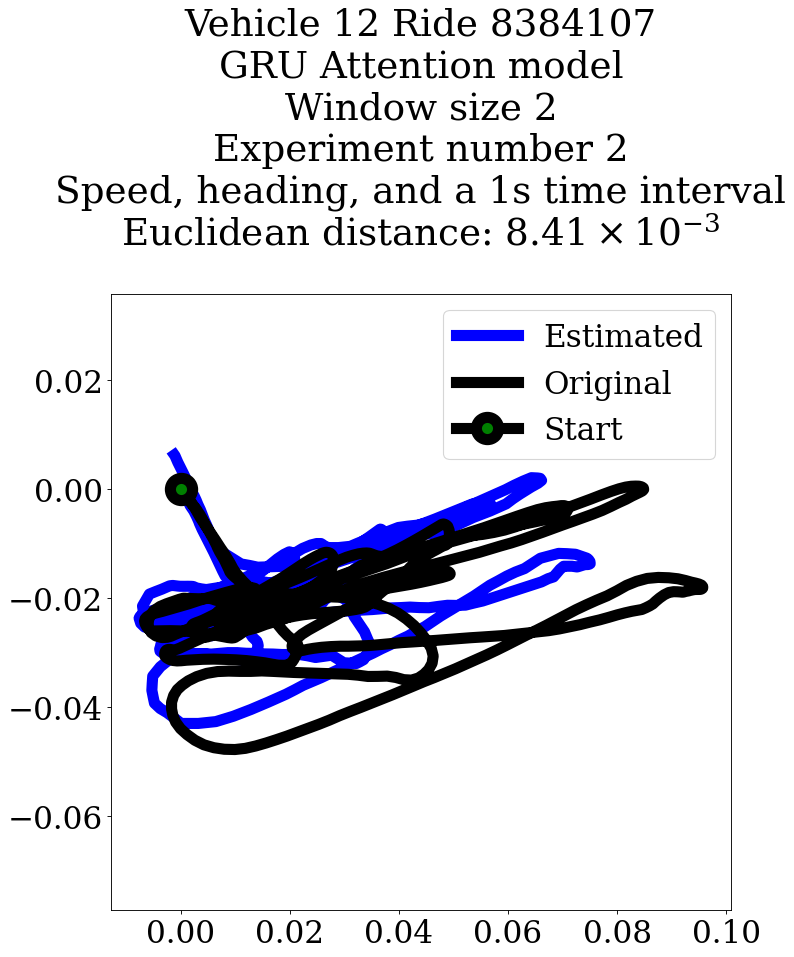 Vehicle 12 Ride 8384107
GRU Attention model
Window size 2
Experiment number 2
Speed, heading, and a 1s time interval
Euclidean distance: 8.41 × 10⁻³
Estimated
Original
Start
0.02
0.00
−0.02
−0.04
−0.06
0.00 0.02 0.04 0.06 0.08 0.10